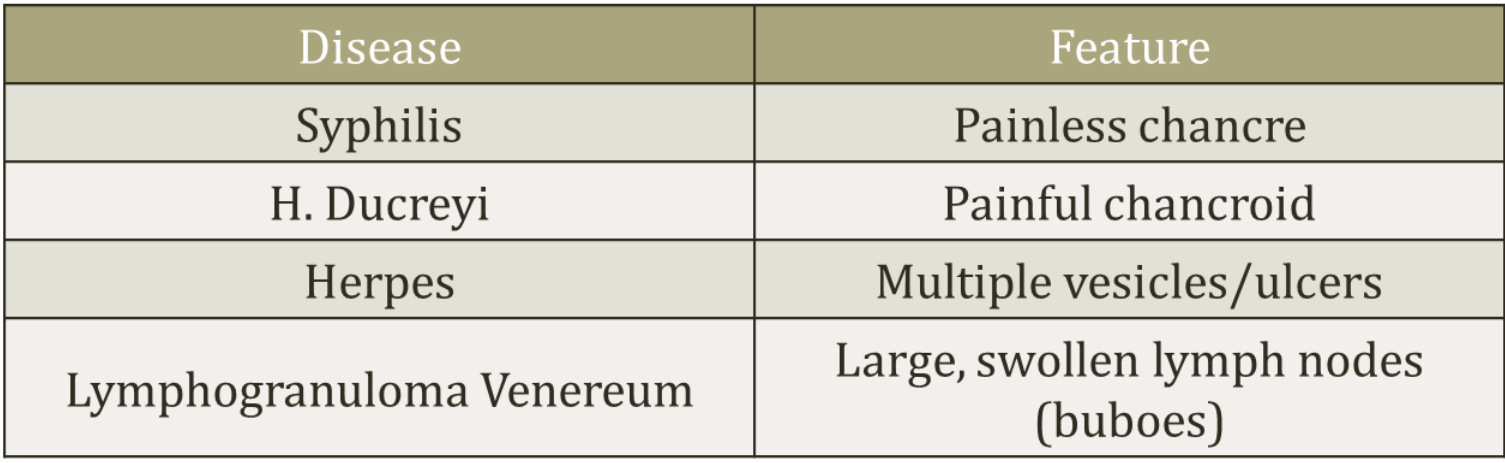 Disease Feature
Syphilis Painless chancre
H. Ducreyi Painful chancroid
Herpes Multiple vesicles/ulcers
Lymphogranuloma Venereum Large, swollen lymph nodes
(buboes)